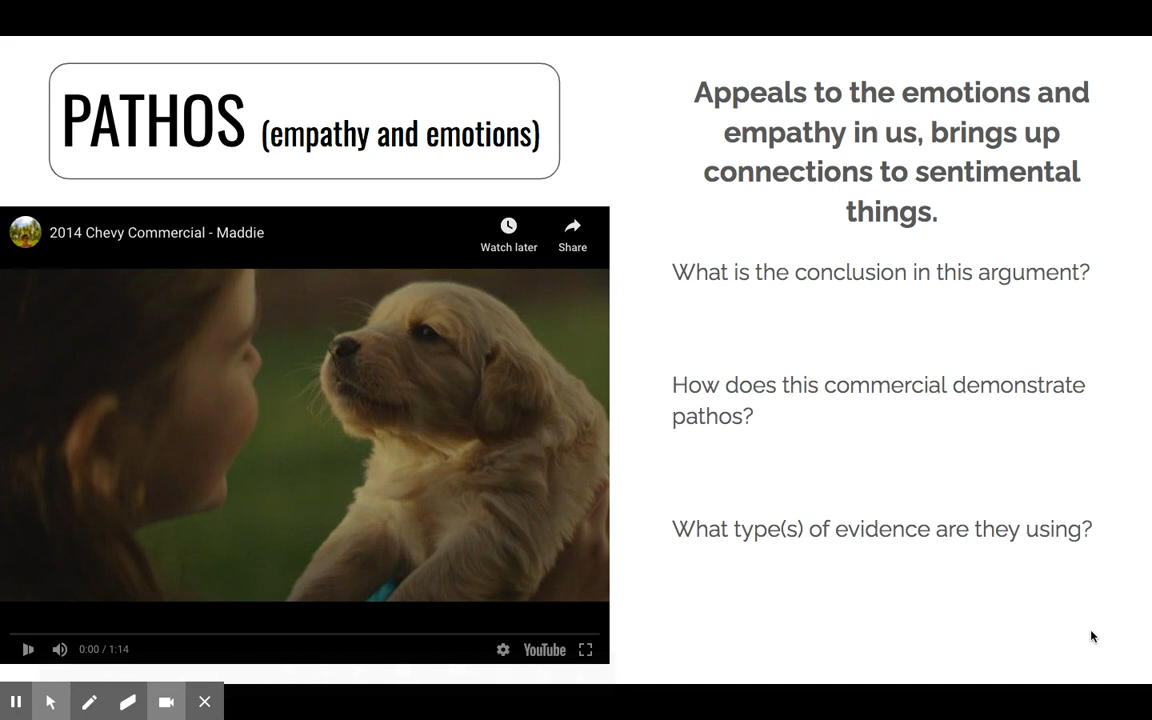 PATHOS (empathy and emotions)
2014 Chevy Commercial - Maddie
Watch later
Share
0:00 / 1:14
YouTube
Appeals to the emotions and
empathy in us, brings up
connections to sentimental
things.
What is the conclusion in this argument?
How does this commercial demonstrate
pathos?
What type(s) of evidence are they using?